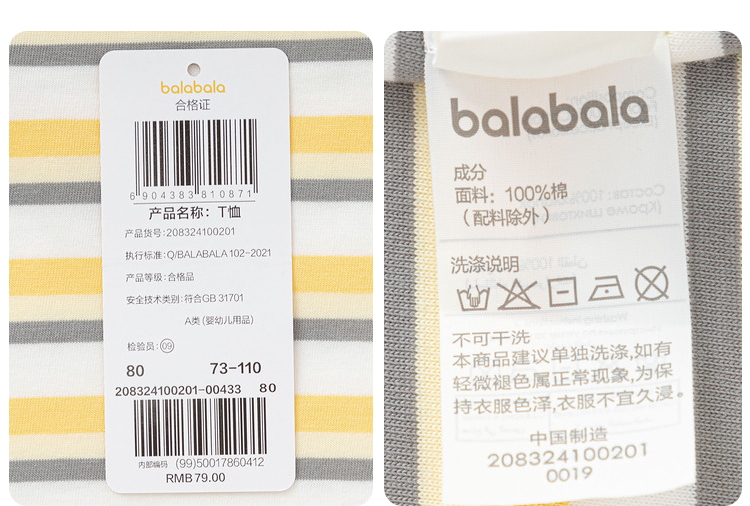 balabala
合格证
6904383810871
产品名称：T恤
产品货号：208324100201
执行标准：Q/BALABALA 102-2021
产品等级：合格品
安全技术类别：符合GB 31701
A类（婴幼儿用品）
检验员：09
80 73-110
208324100201-00433 80
内部编码 (99)50017860412
RMB79.00
balabala
成分
面料：100%棉
（配料除外）
洗涤说明
不可干洗
本商品建议单独洗涤，如有
轻微褪色属正常现象，为保
持衣服色泽，衣服不宜久浸。
中国制造
208324100201
0019